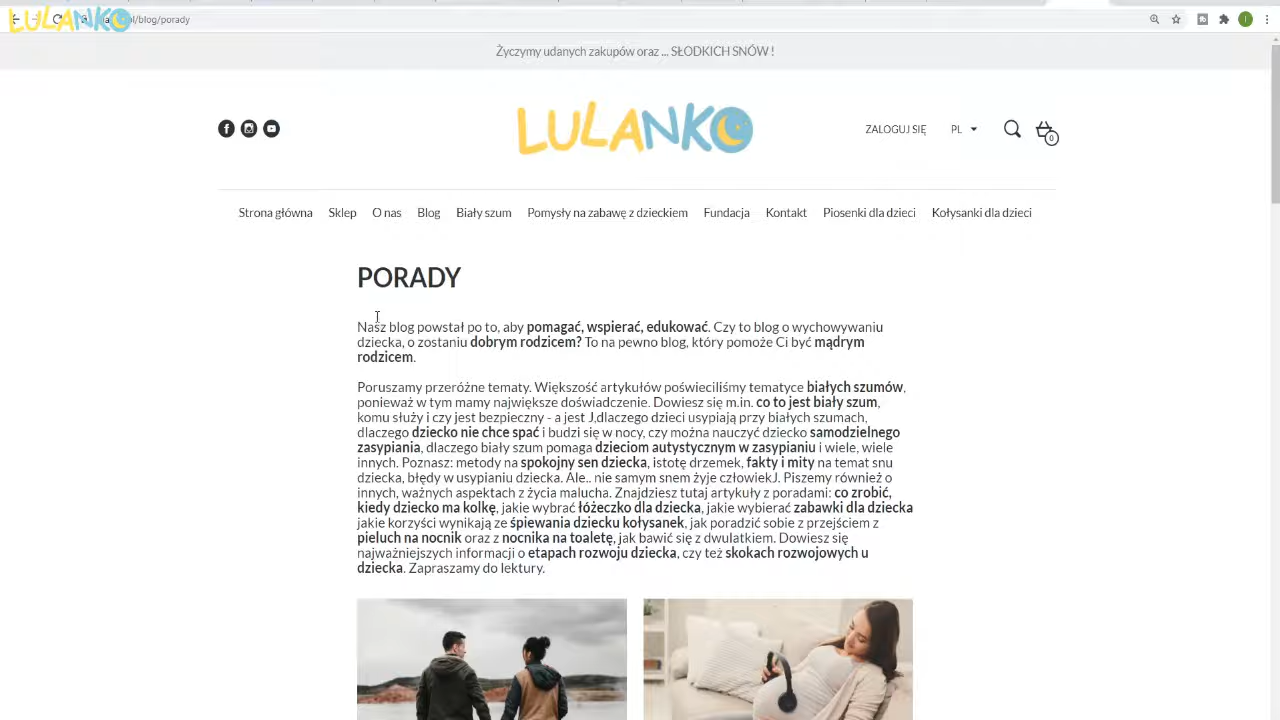 LULANKO
l/blog/porady
Życzymy udanych zakupów oraz ... SŁODKICH SNÓW !
LULANKO
ZALOGUJ SIĘ PL
0
Strona główna Sklep O nas Blog Biały szum Pomysły na zabawę z dzieckiem Fundacja Kontakt Piosenki dla dzieci Kołysanki dla dzieci
PORADY
Nasz blog powstał po to, aby pomagać, wspierać, edukować. Czy to blog o wychowywaniu
dziecka, o zostaniu dobrym rodzicem? To na pewno blog, który pomoże Ci być mądrym
rodzicem.
Poruszamy przeróżne tematy. Większość artykułów poświeciliśmy tematyce białych szumów,
ponieważ w tym mamy największe doświadczenie. Dowiesz się m.in. co to jest biały szum,
komu służy i czy jest bezpieczny - a jest J,dlaczego dzieci usypiają przy białych szumach,
dlaczego dziecko nie chce spać i budzi się w nocy, czy można nauczyć dziecko samodzielnego
zasypiania, dlaczego biały szum pomaga dzieciom autystycznym w zasypianiu i wiele, wiele
innych. Poznasz: metody na spokojny sen dziecka, istotę drzemek, fakty i mity na temat snu
dziecka, błędy w usypianiu dziecka. Ale.. nie samym snem żyje człowiekJ. Piszemy również o
innych, ważnych aspektach z życia malucha. Znajdziesz tutaj artykuły z poradami: co zrobić,
kiedy dziecko ma kolkę, jakie wybrać łóżeczko dla dziecka, jakie wybierać zabawki dla dziecka
jakie korzyści wynikają ze śpiewania dziecku kołysanek, jak poradzić sobie z przejściem z
pieluch na nocnik oraz z nocnika na toaletę, jak bawić się z dwulatkiem. Dowiesz się
najważniejszych informacji o etapach rozwoju dziecka, czy też skokach rozwojowych u
dziecka. Zapraszamy do lektury.